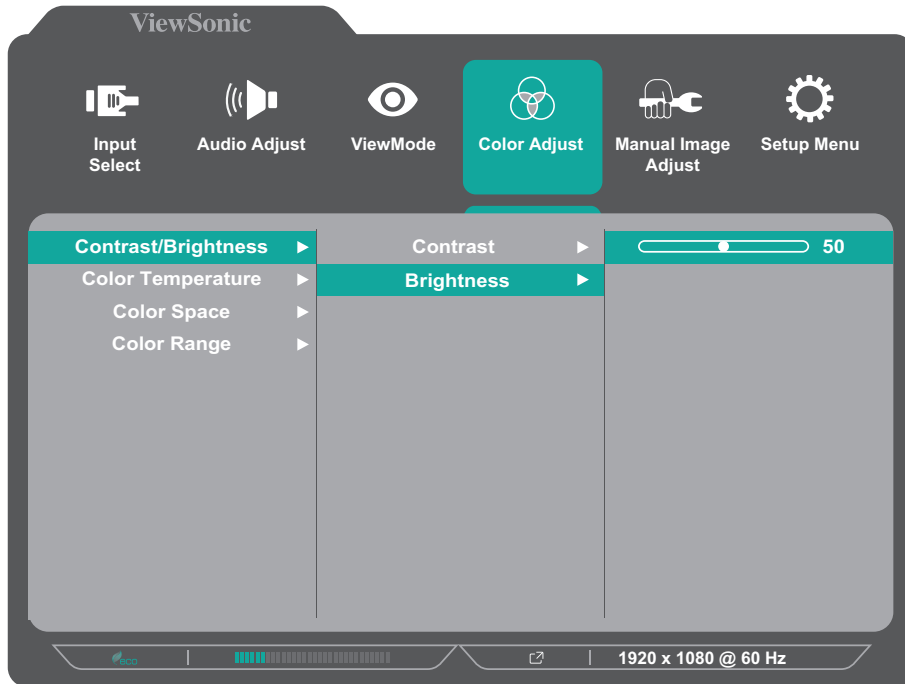 ViewSonic
Input Select
Audio Adjust
ViewMode
Color Adjust
Manual Image Adjust
Setup Menu
Contrast/Brightness
Color Temperature
Color Space
Color Range
Contrast
Brightness
50
eco
1920 x 1080 @ 60 Hz